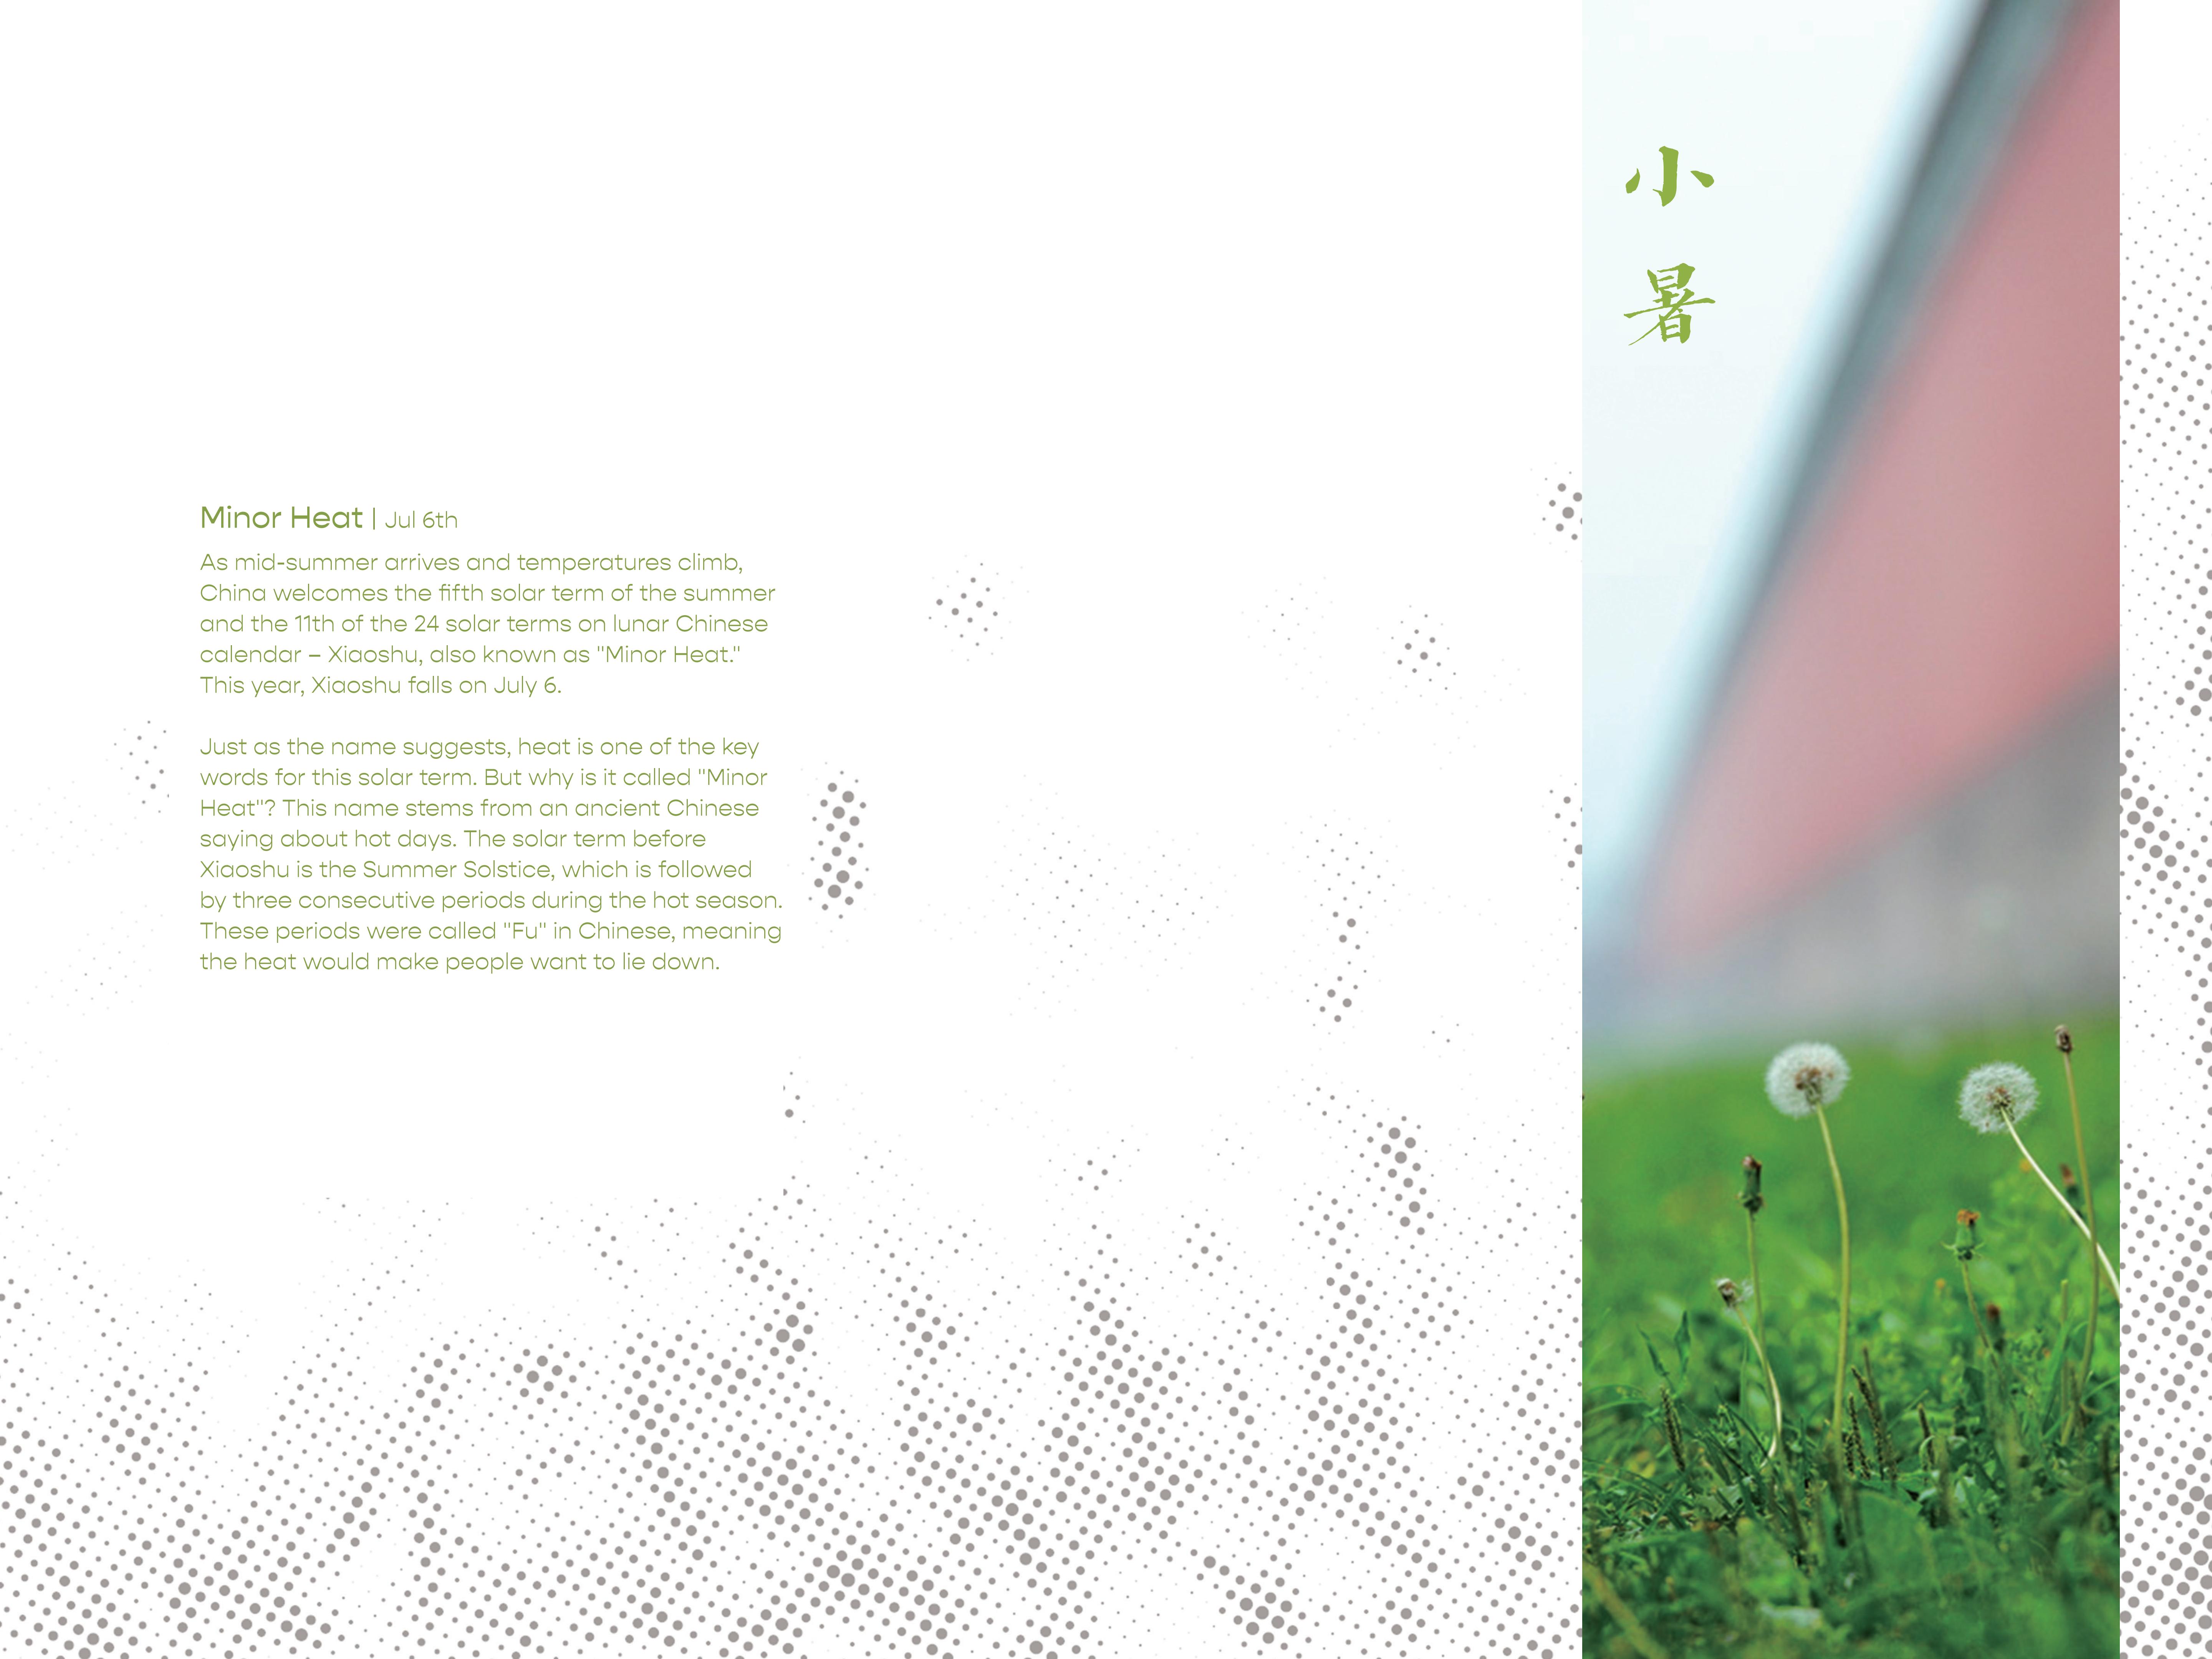 Minor Heat | Jul 6th
As mid-summer arrives and temperatures climb,
China welcomes the fifth solar term of the summer
and the 11th of the 24 solar terms on lunar Chinese
calendar – Xiaoshu, also known as "Minor Heat."
This year, Xiaoshu falls on July 6.
Just as the name suggests, heat is one of the key
words for this solar term. But why is it called "Minor
Heat"? This name stems from an ancient Chinese
saying about hot days. The solar term before
Xiaoshu is the Summer Solstice, which is followed
by three consecutive periods during the hot season.
These periods were called "Fu" in Chinese, meaning
the heat would make people want to lie down.
小暑